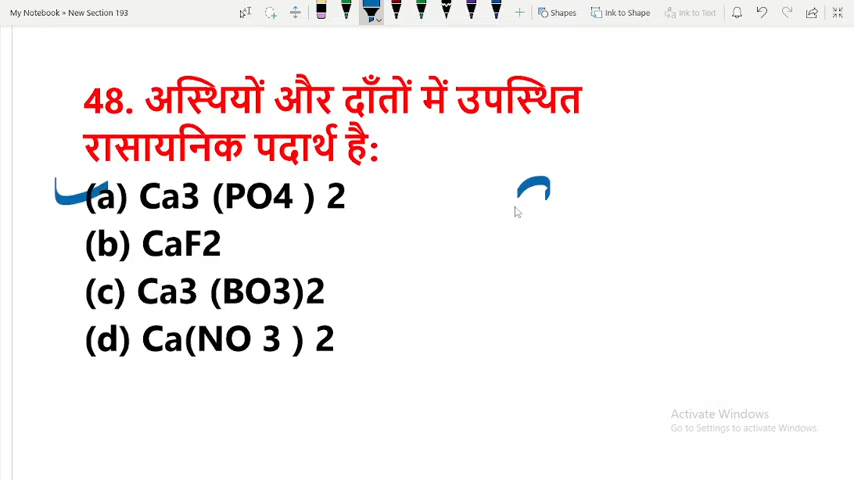 My Notebook » New Section 193
Shapes
Ink to Shape
Ink to Text
48. अस्थियों और दाँतों में उपस्थित
रासायनिक पदार्थ है:
(a) Ca3 (PO4 ) 2
(b) CaF2
(c) Ca3 (BO3)2
(d) Ca(NO 3 ) 2
Activate Windows
Go to Settings to activate Windows.